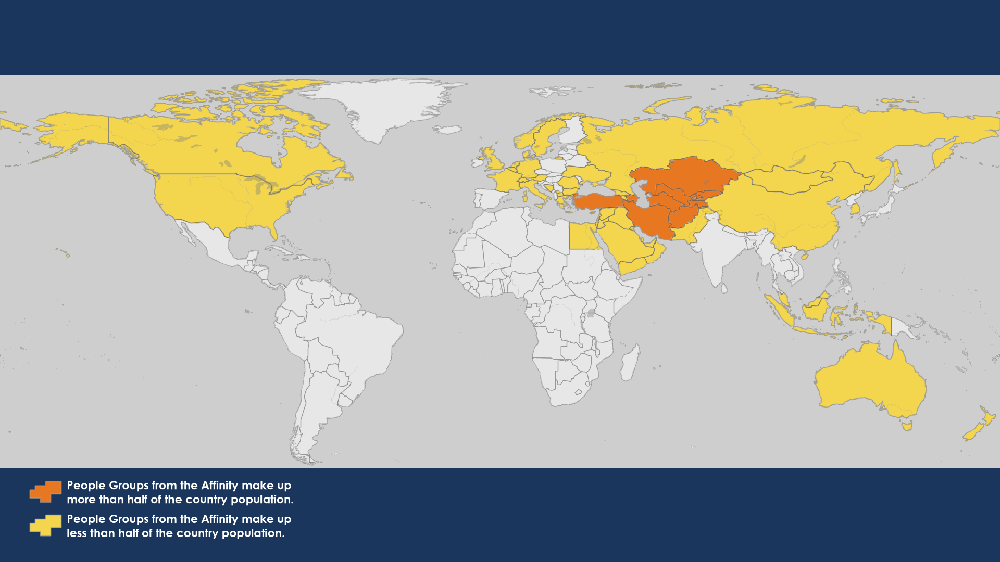 People Groups from the Affinity make up
more than half of the country population.
People Groups from the Affinity make up
less than half of the country population.